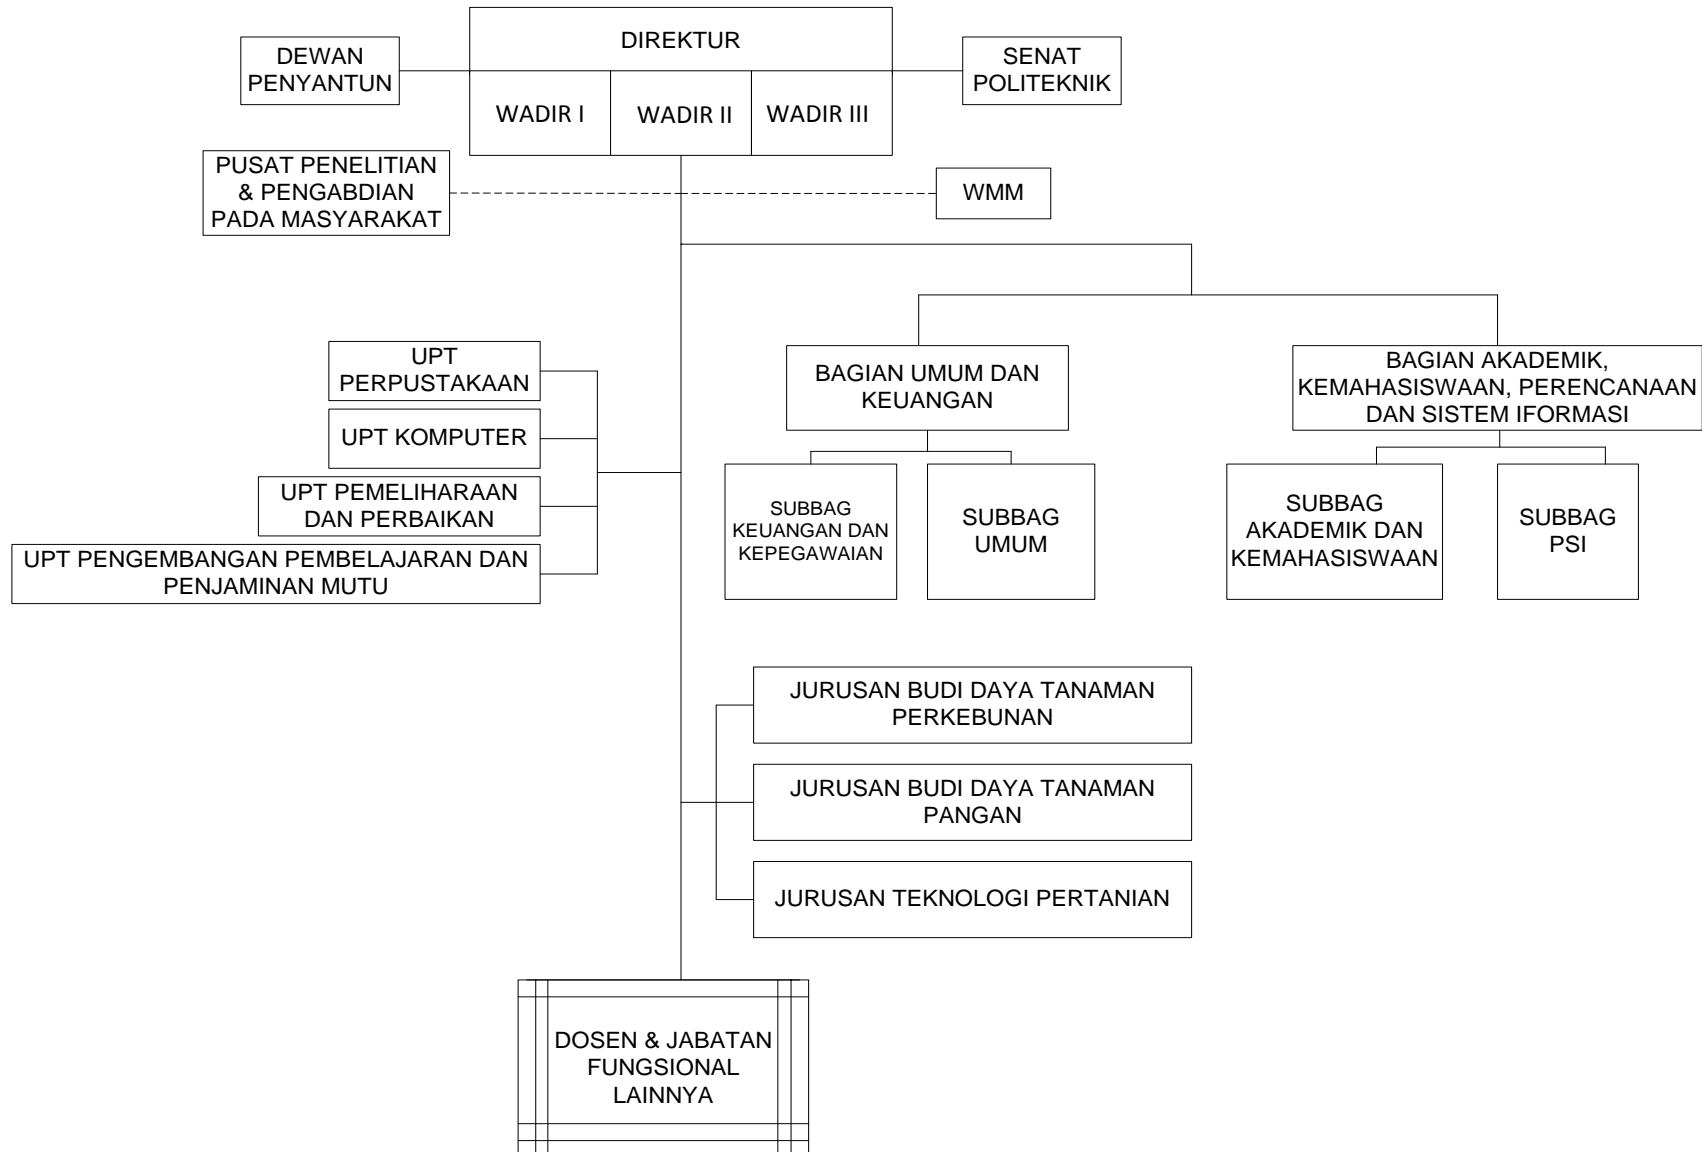 DIREKTUR
DEWAN
PENYANTUN
SENAT
POLITEKNIK
WADIR I
WADIR II
WADIR III
PUSAT PENELITIAN
& PENGABDIAN
PADA MASYARAKAT
WMM
UPT
PERPUSTAKAAN
UPT KOMPUTER
UPT PEMELIHARAAN
DAN PERBAIKAN
UPT PENGEMBANGAN PEMBELAJARAN DAN
PENJAMINAN MUTU
BAGIAN UMUM DAN
KEUANGAN
BAGIAN AKADEMIK,
KEMAHASISWAAN, PERENCANAAN
DAN SISTEM IFORMASI
SUBBAG
KEUANGAN DAN
KEPEGAWAIAN
SUBBAG
UMUM
SUBBAG
AKADEMIK DAN
KEMAHASISWAAN
SUBBAG
PSI
JURUSAN BUDI DAYA TANAMAN
PERKEBUNAN
JURUSAN BUDI DAYA TANAMAN
PANGAN
JURUSAN TEKNOLOGI PERTANIAN
DOSEN & JABATAN
FUNGSIONAL
LAINNYA